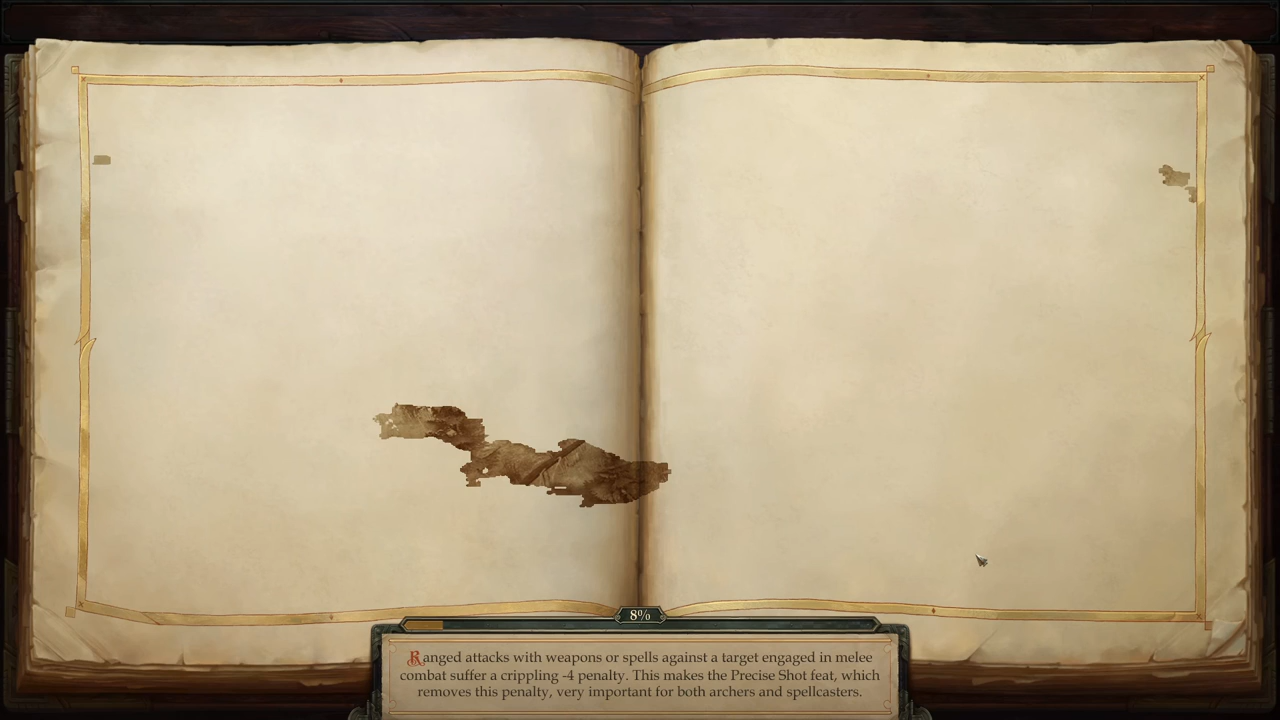 8%
Ranged attacks with weapons or spells against a target engaged in melee
combat suffer a crippling -4 penalty. This makes the Precise Shot feat, which
removes this penalty, very important for both archers and spellcasters.